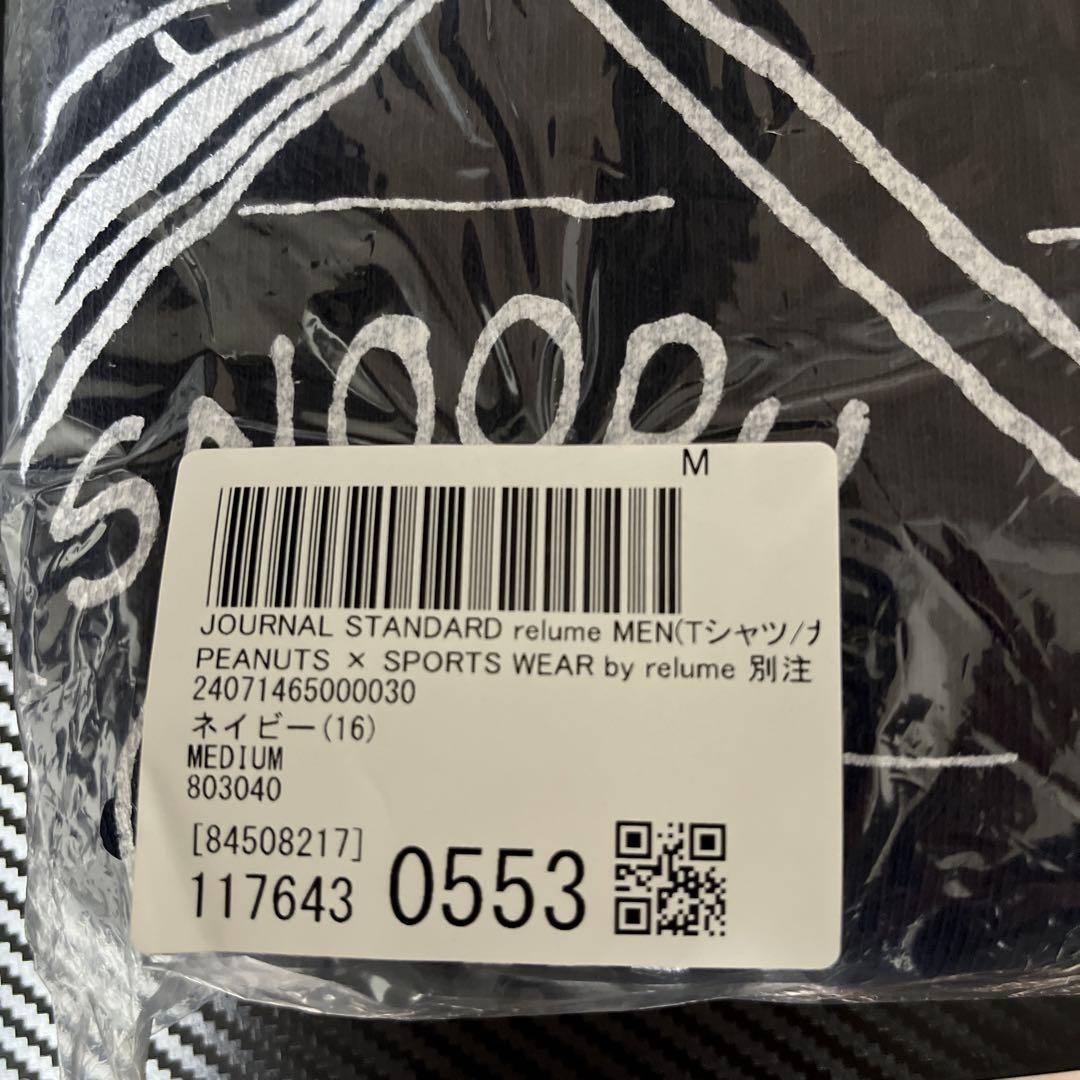 SNOOPY
M
JOURNAL STANDARD relume MEN(Tシャツ/カ
PEANUTS × SPORTS WEAR by relume 別注
24071465000030
ネイビー(16)
MEDIUM
803040
[84508217]
117643 0553